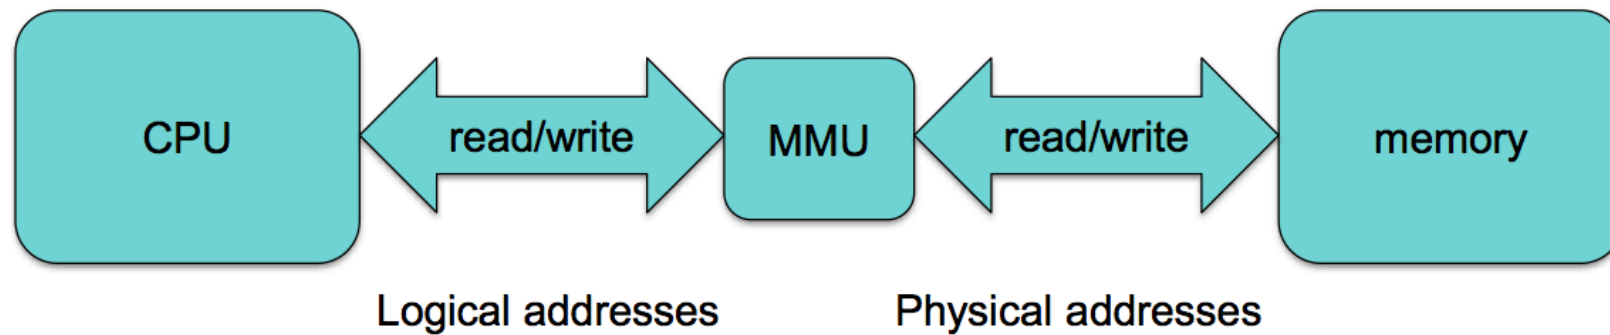 CPU
read/write
MMU
read/write
memory
Logical addresses
Physical addresses